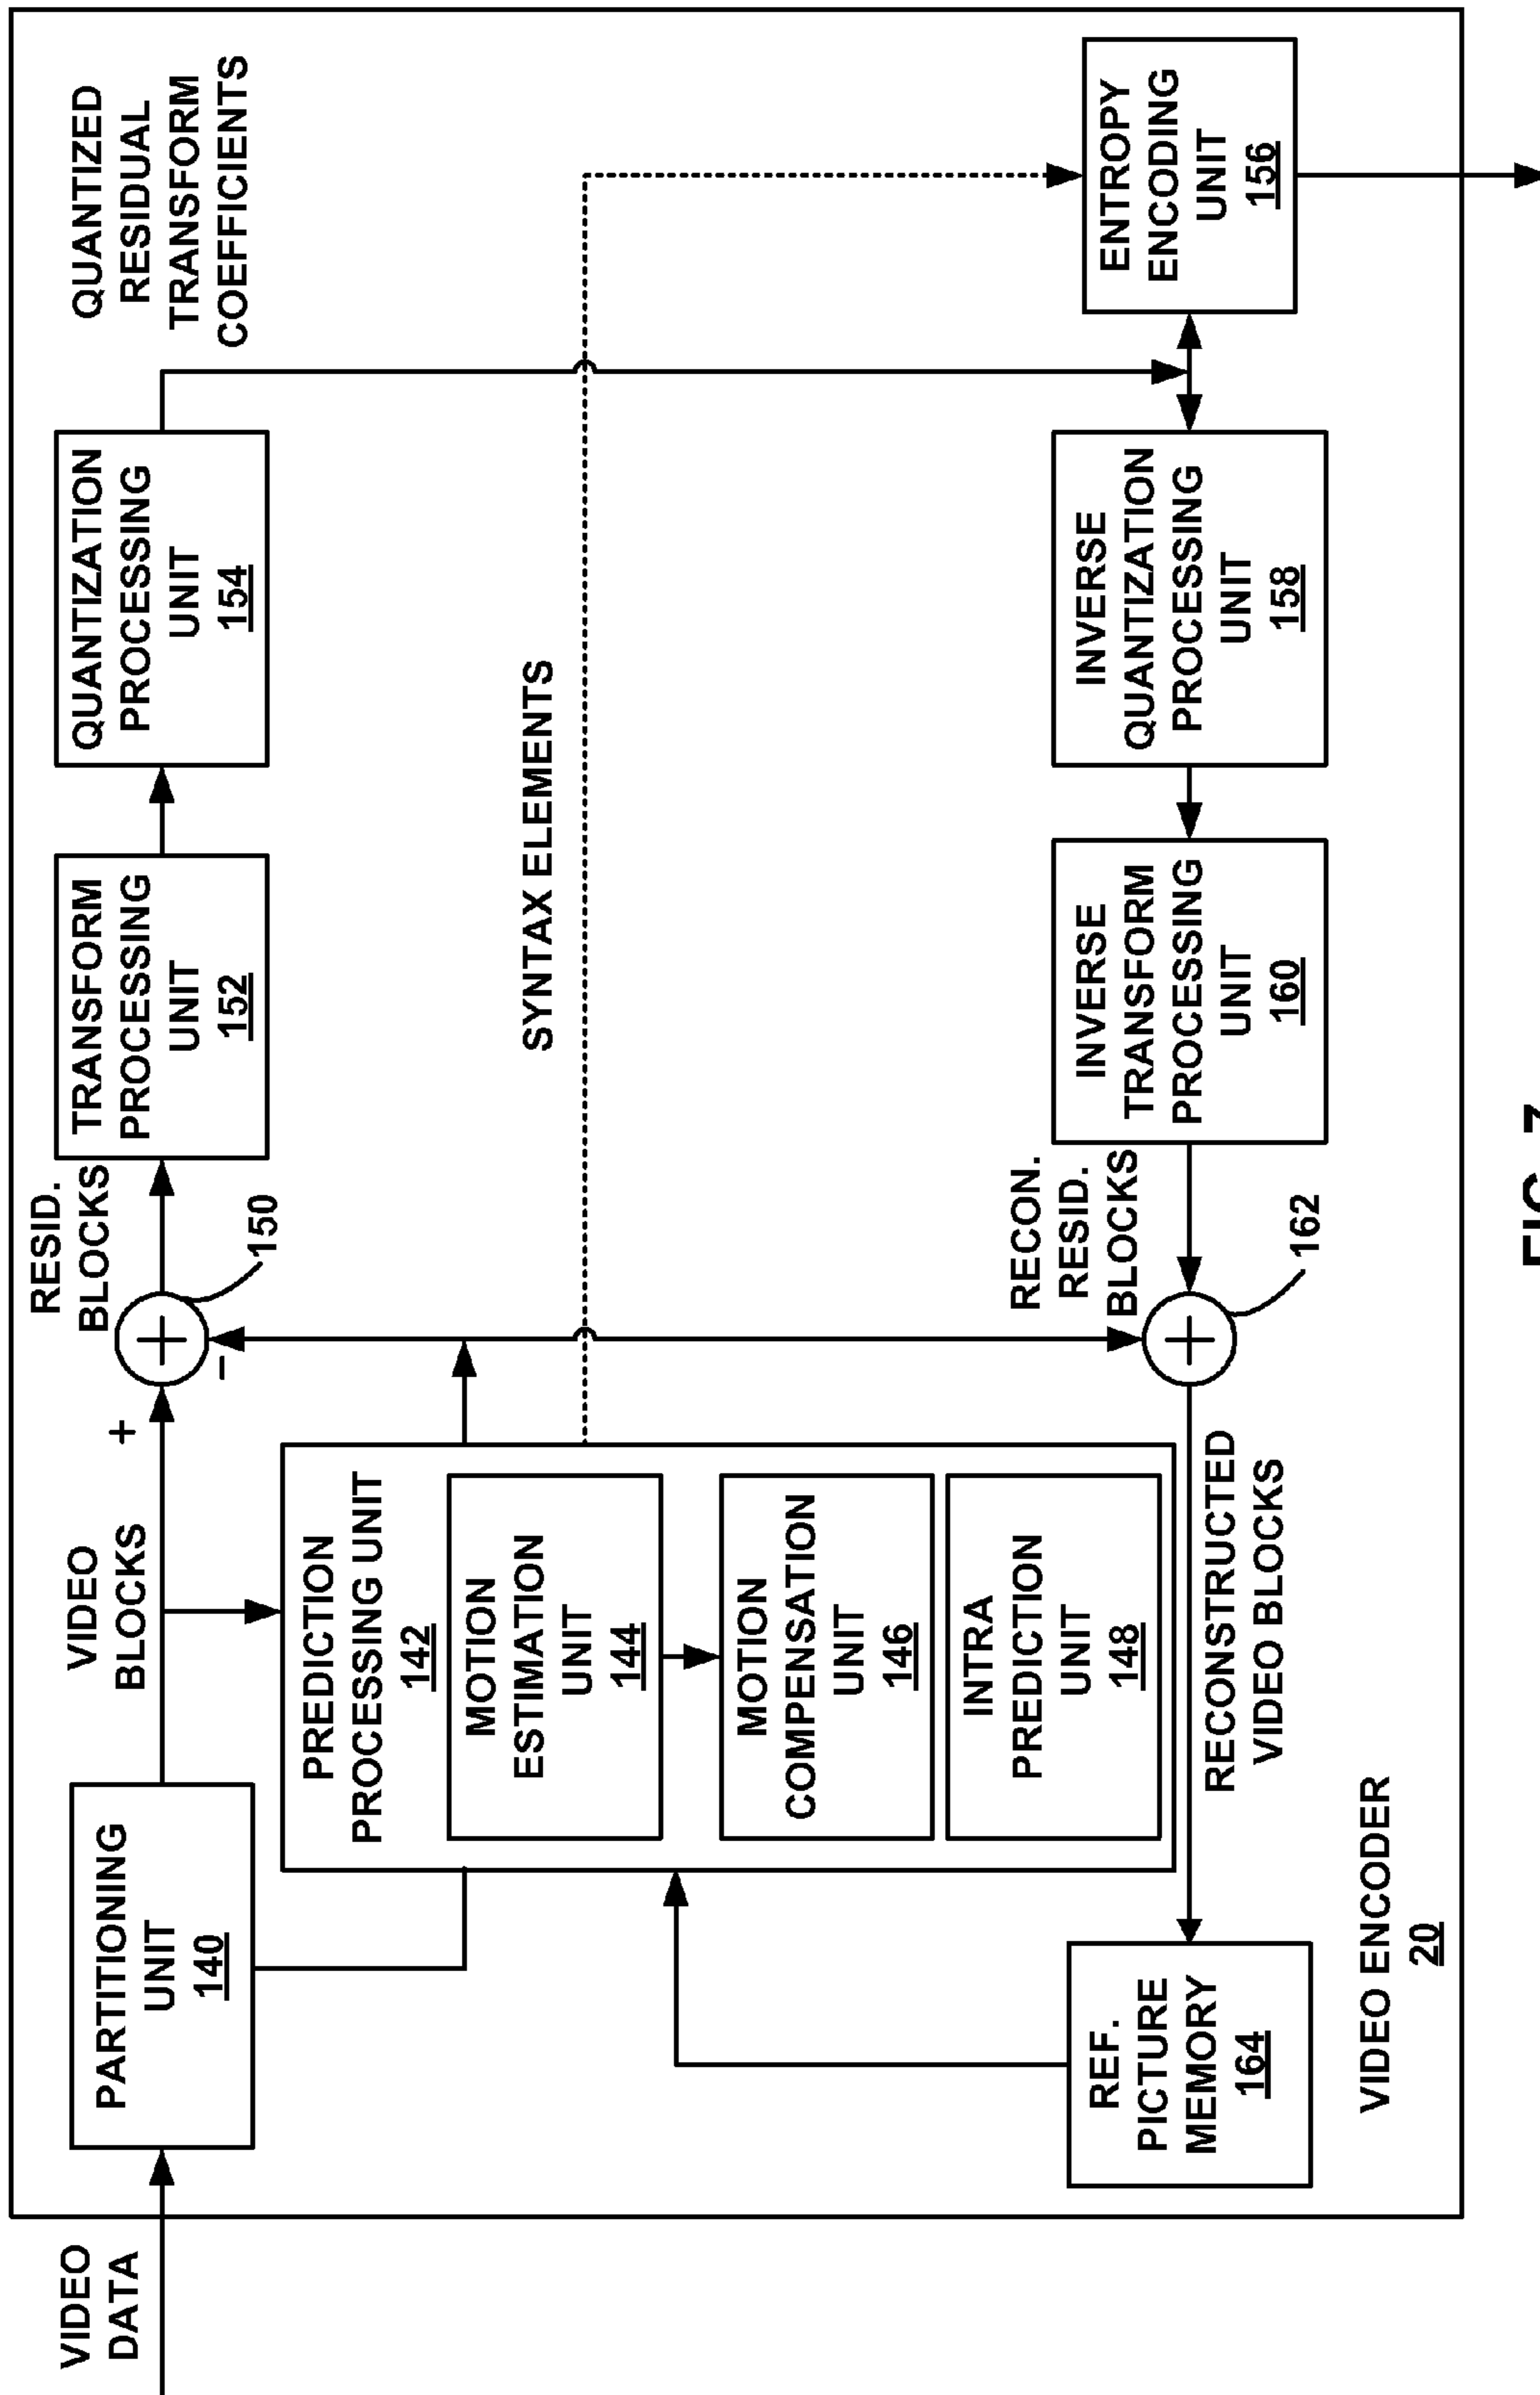 VIDEO
DATA
PARTITIONING
UNIT
140
VIDEO
BLOCKS
+
−
RESID.
BLOCKS
150
TRANSFORM
PROCESSING
UNIT
152
QUANTIZATION
PROCESSING
UNIT
154
QUANTIZED
RESIDUAL
TRANSFORM
COEFFICIENTS
PREDICTION
PROCESSING UNIT
142
MOTION
ESTIMATION
UNIT
144
MOTION
COMPENSATION
UNIT
146
INTRA
PREDICTION
UNIT
148
SYNTAX ELEMENTS
REF.
PICTURE
MEMORY
164
RECONSTRUCTED
VIDEO BLOCKS
RECON.
RESID.
BLOCKS
162
INVERSE
TRANSFORM
PROCESSING
UNIT
160
INVERSE
QUANTIZATION
PROCESSING
UNIT
158
ENTROPY
ENCODING
UNIT
156
VIDEO ENCODER
20